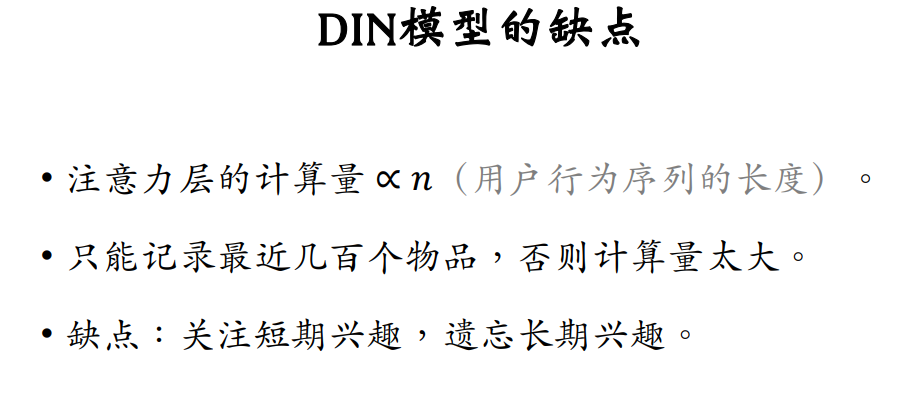 DIN模型的缺点
• 注意力层的计算量 ∝ n（用户行为序列的长度）。
• 只能记录最近几百个物品，否则计算量太大。
• 缺点：关注短期兴趣，遗忘长期兴趣。